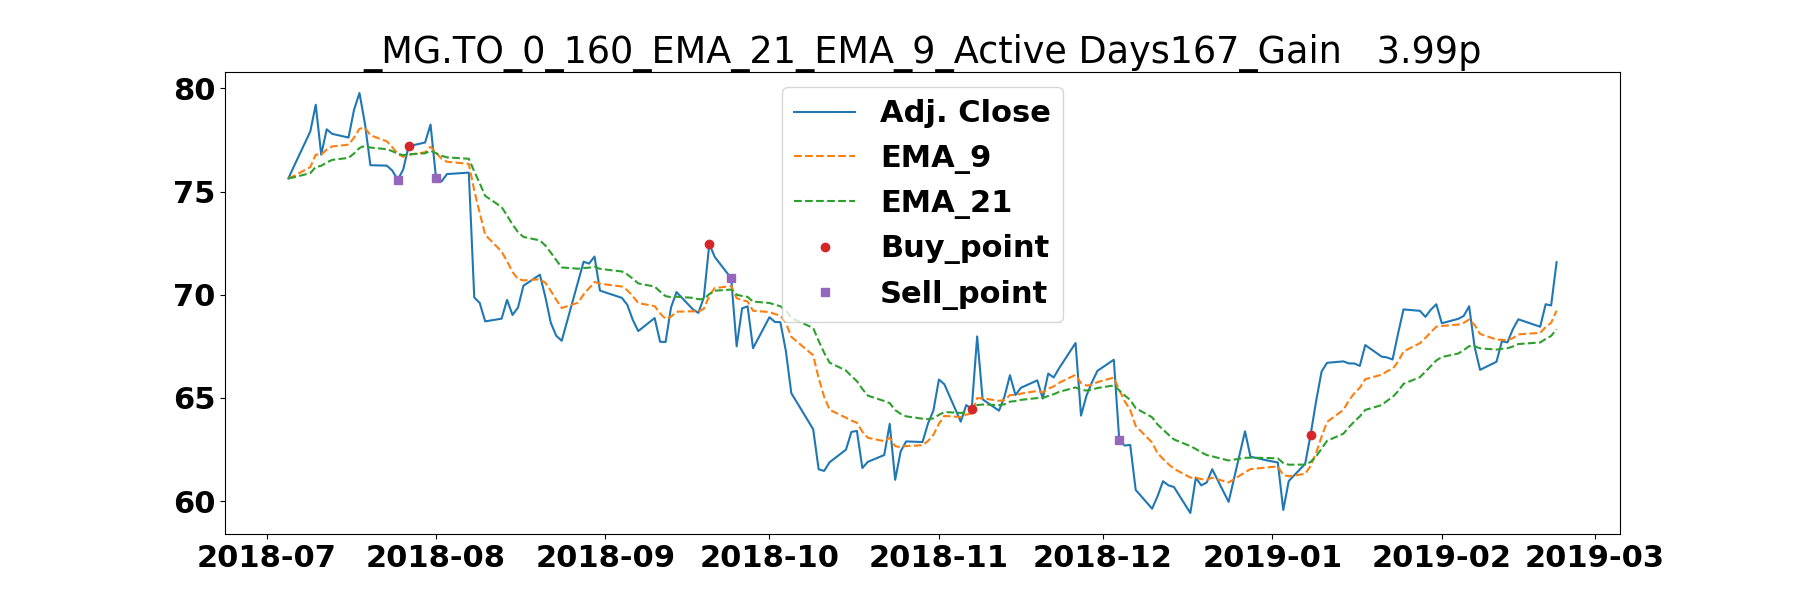 _MG.TO_0_160_EMA_21_EMA_9_Active Days167_Gain   3.99p
80
75
70
65
60
Adj. Close
EMA_9
EMA_21
Buy_point
Sell_point
2018-07 2018-08 2018-09 2018-10 2018-11 2018-12 2019-01 2019-02 2019-03